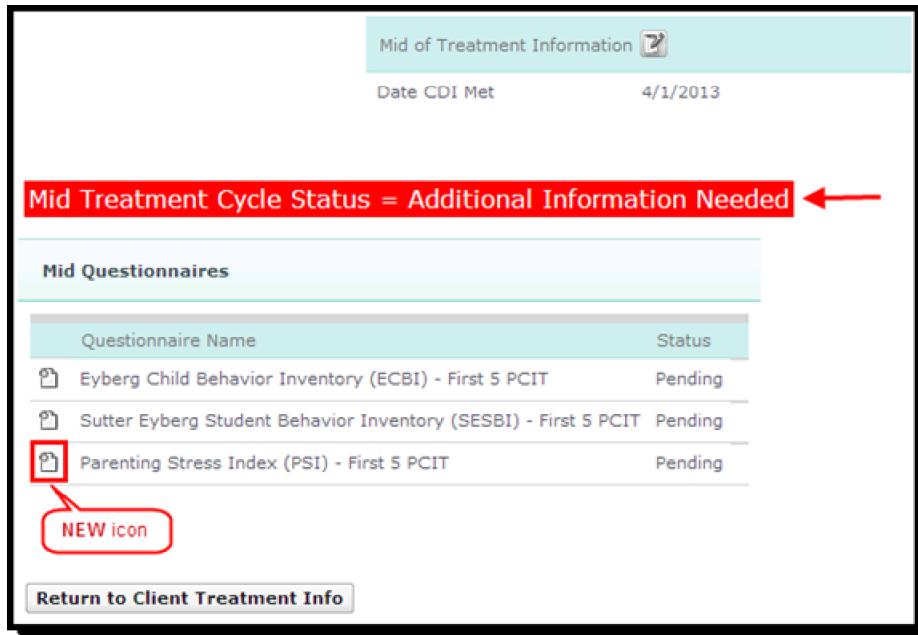 Mid of Treatment Information
Date CDI Met 4/1/2013
Mid Treatment Cycle Status = Additional Information Needed
Mid Questionnaires
Questionnaire Name Status
Eyberg Child Behavior Inventory (ECBI) - First 5 PCIT Pending
Sutter Eyberg Student Behavior Inventory (SESBI) - First 5 PCIT Pending
Parenting Stress Index (PSI) - First 5 PCIT Pending
NEW icon
Return to Client Treatment Info